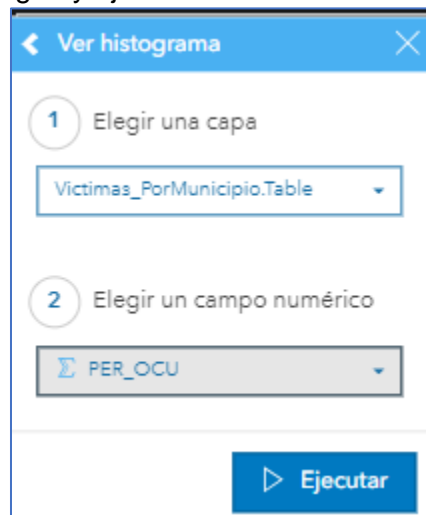 Ver histograma
1 Elegir una capa
Victimas_PorMunicipio.Table
2 Elegir un campo numérico
Σ PER_OCU
Ejecutar